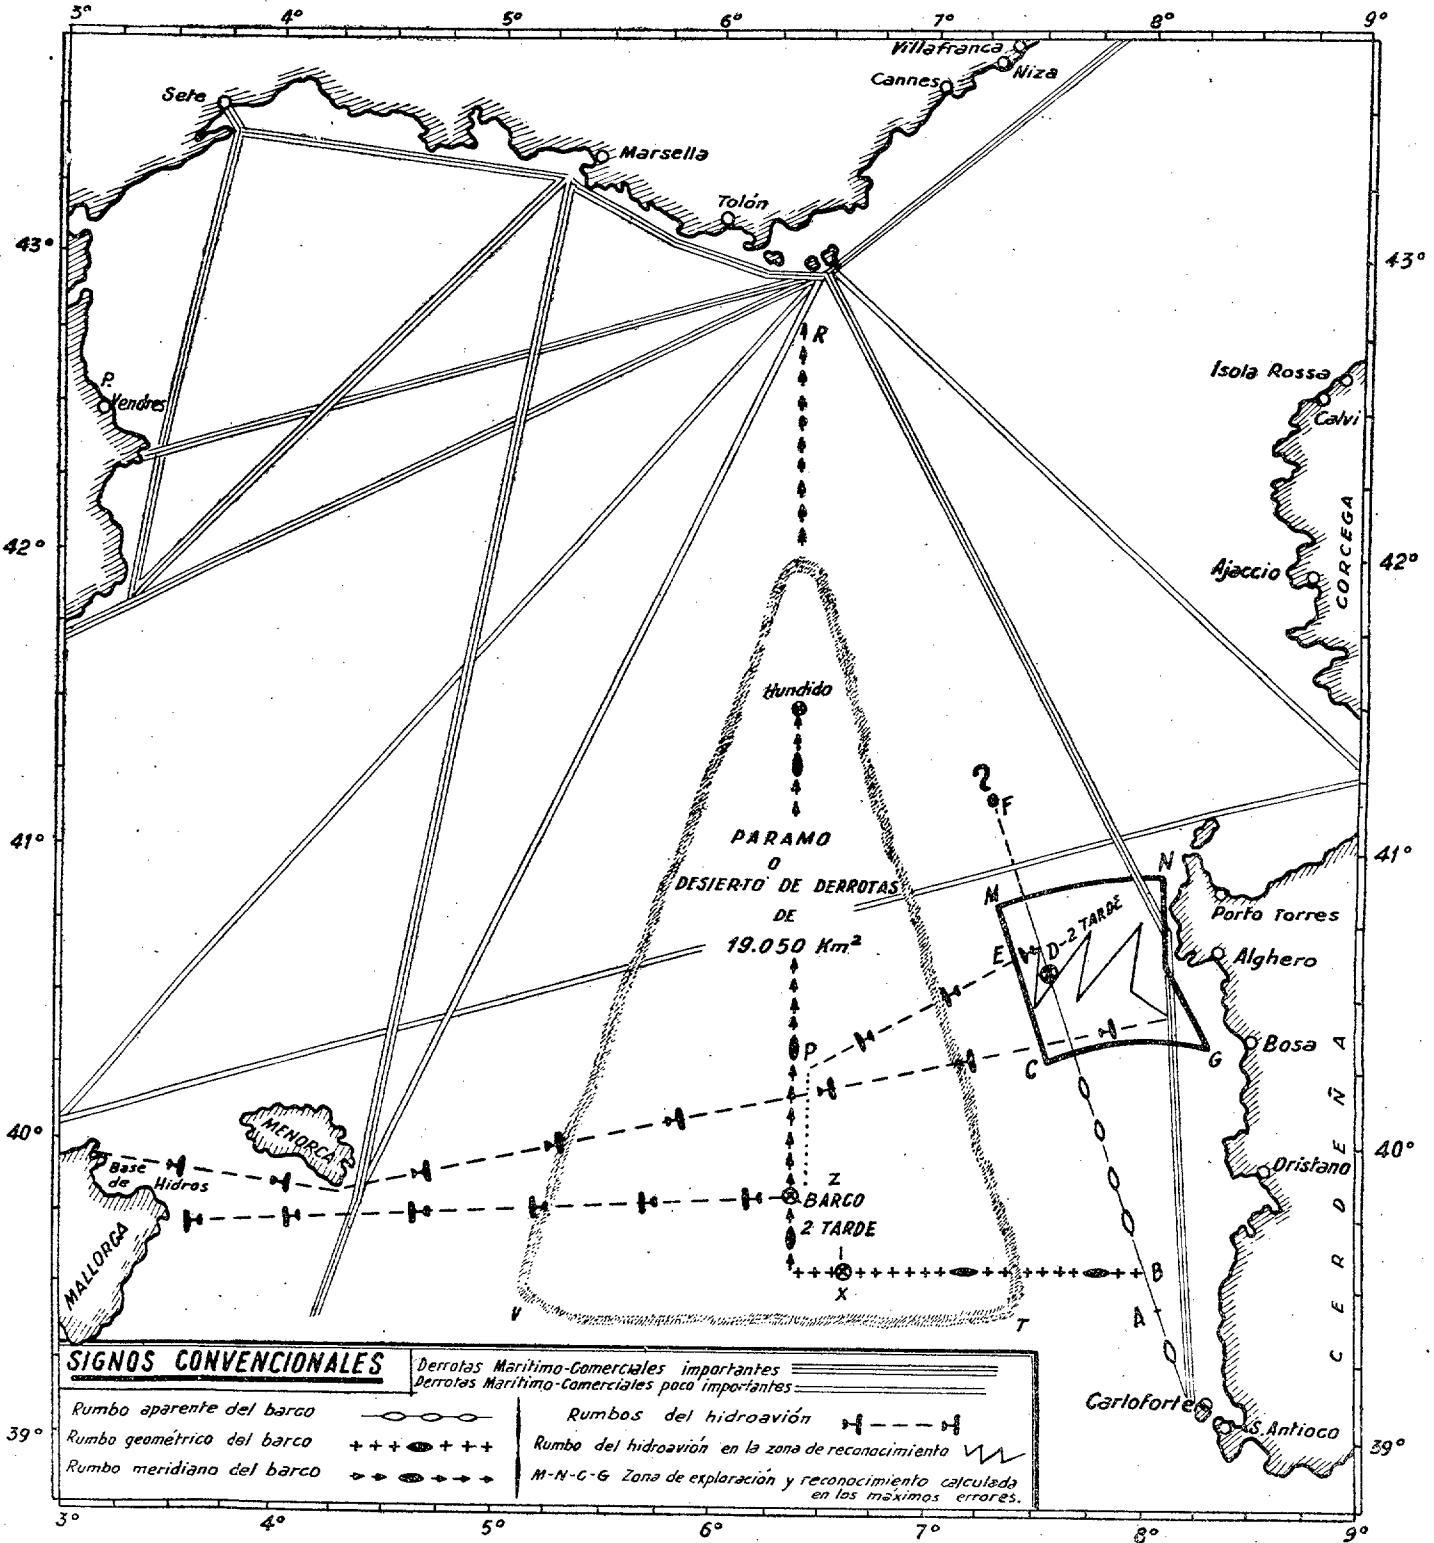 3° 4° 5° 6° 7° 8° 9°
Villafranca
Niza
Cannes
Sete
Marsella
Tolón
43° 43°
R
Isola Rossa
Calvi
P. Vendres
CORCEGA
42° 42°
Ajaccio
Hundido
F
41° 41°
PARAMO
O
DESIERTO DE DERROTAS
DE
19.050 Km²
M
N
Porto Torres
E D-2 TARDE
Alghero
P
C
G
Bosa
CERDEÑA
MENORCA
40° 40°
Base de Hidros
Oristano
Z
BARCO
2 TARDE
MALLORCA
X
B
A
V
T
SIGNOS CONVENCIONALES
Derrotas Marítimo-Comerciales importantes
Derrotas Marítimo-Comerciales poco importantes
Rumbo aparente del barco
Rumbo geométrico del barco
Rumbo meridiano del barco
Rumbos del hidroavión
Rumbo del hidroavión en la zona de reconocimiento
M-N-C-G Zona de exploración y reconocimiento calculada
en los máximos errores.
Carloforte
S. Antioco
39° 39°
3° 4° 5° 6° 7° 8° 9°